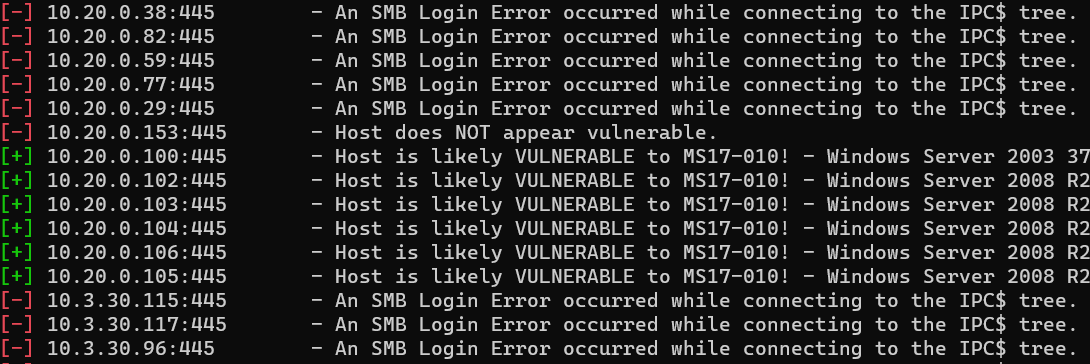 [-] 10.20.0.38:445 - An SMB Login Error occurred while connecting to the IPC$ tree.
[-] 10.20.0.82:445 - An SMB Login Error occurred while connecting to the IPC$ tree.
[-] 10.20.0.59:445 - An SMB Login Error occurred while connecting to the IPC$ tree.
[-] 10.20.0.77:445 - An SMB Login Error occurred while connecting to the IPC$ tree.
[-] 10.20.0.29:445 - An SMB Login Error occurred while connecting to the IPC$ tree.
[-] 10.20.0.153:445 - Host does NOT appear vulnerable.
[+] 10.20.0.100:445 - Host is likely VULNERABLE to MS17-010! - Windows Server 2003 37
[+] 10.20.0.102:445 - Host is likely VULNERABLE to MS17-010! - Windows Server 2008 R2
[+] 10.20.0.103:445 - Host is likely VULNERABLE to MS17-010! - Windows Server 2008 R2
[+] 10.20.0.104:445 - Host is likely VULNERABLE to MS17-010! - Windows Server 2008 R2
[+] 10.20.0.106:445 - Host is likely VULNERABLE to MS17-010! - Windows Server 2008 R2
[+] 10.20.0.105:445 - Host is likely VULNERABLE to MS17-010! - Windows Server 2008 R2
[-] 10.3.30.115:445 - An SMB Login Error occurred while connecting to the IPC$ tree.
[-] 10.3.30.117:445 - An SMB Login Error occurred while connecting to the IPC$ tree.
[-] 10.3.30.96:445 - An SMB Login Error occurred while connecting to the IPC$ tree.